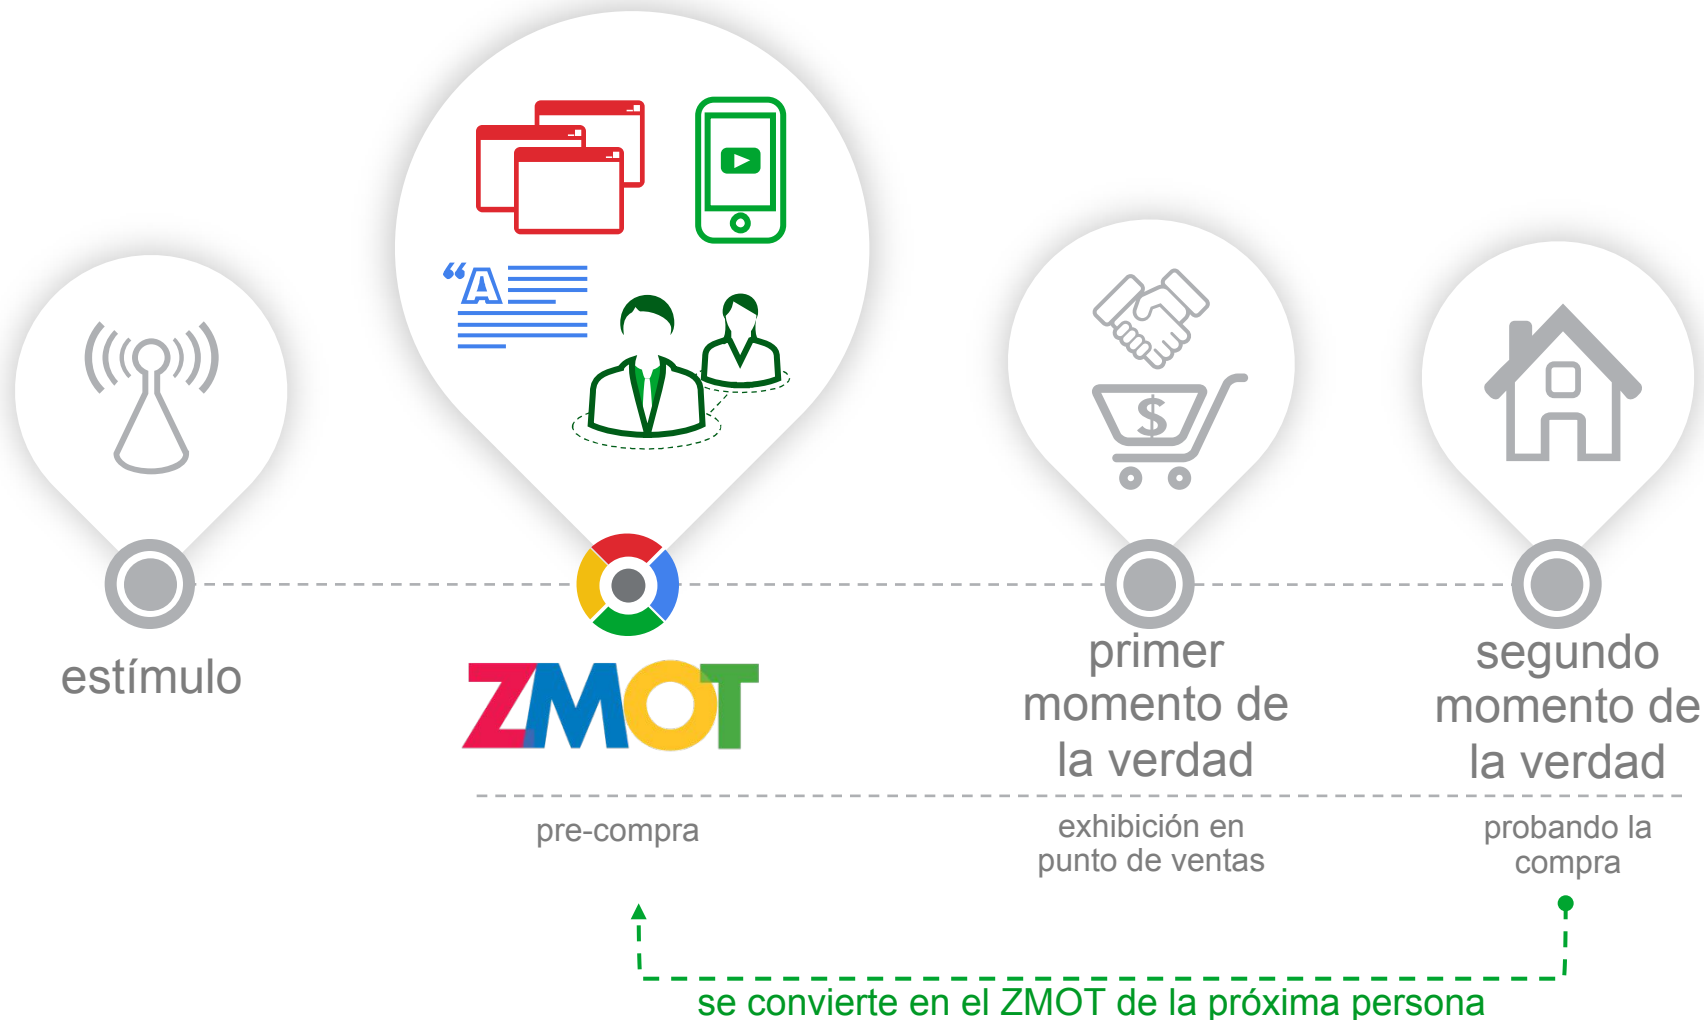 “A
$
estímulo
ZMOT
primer
momento de
la verdad
segundo
momento de
la verdad
pre-compra
exhibición en
punto de ventas
probando la
compra
se convierte en el ZMOT de la próxima persona